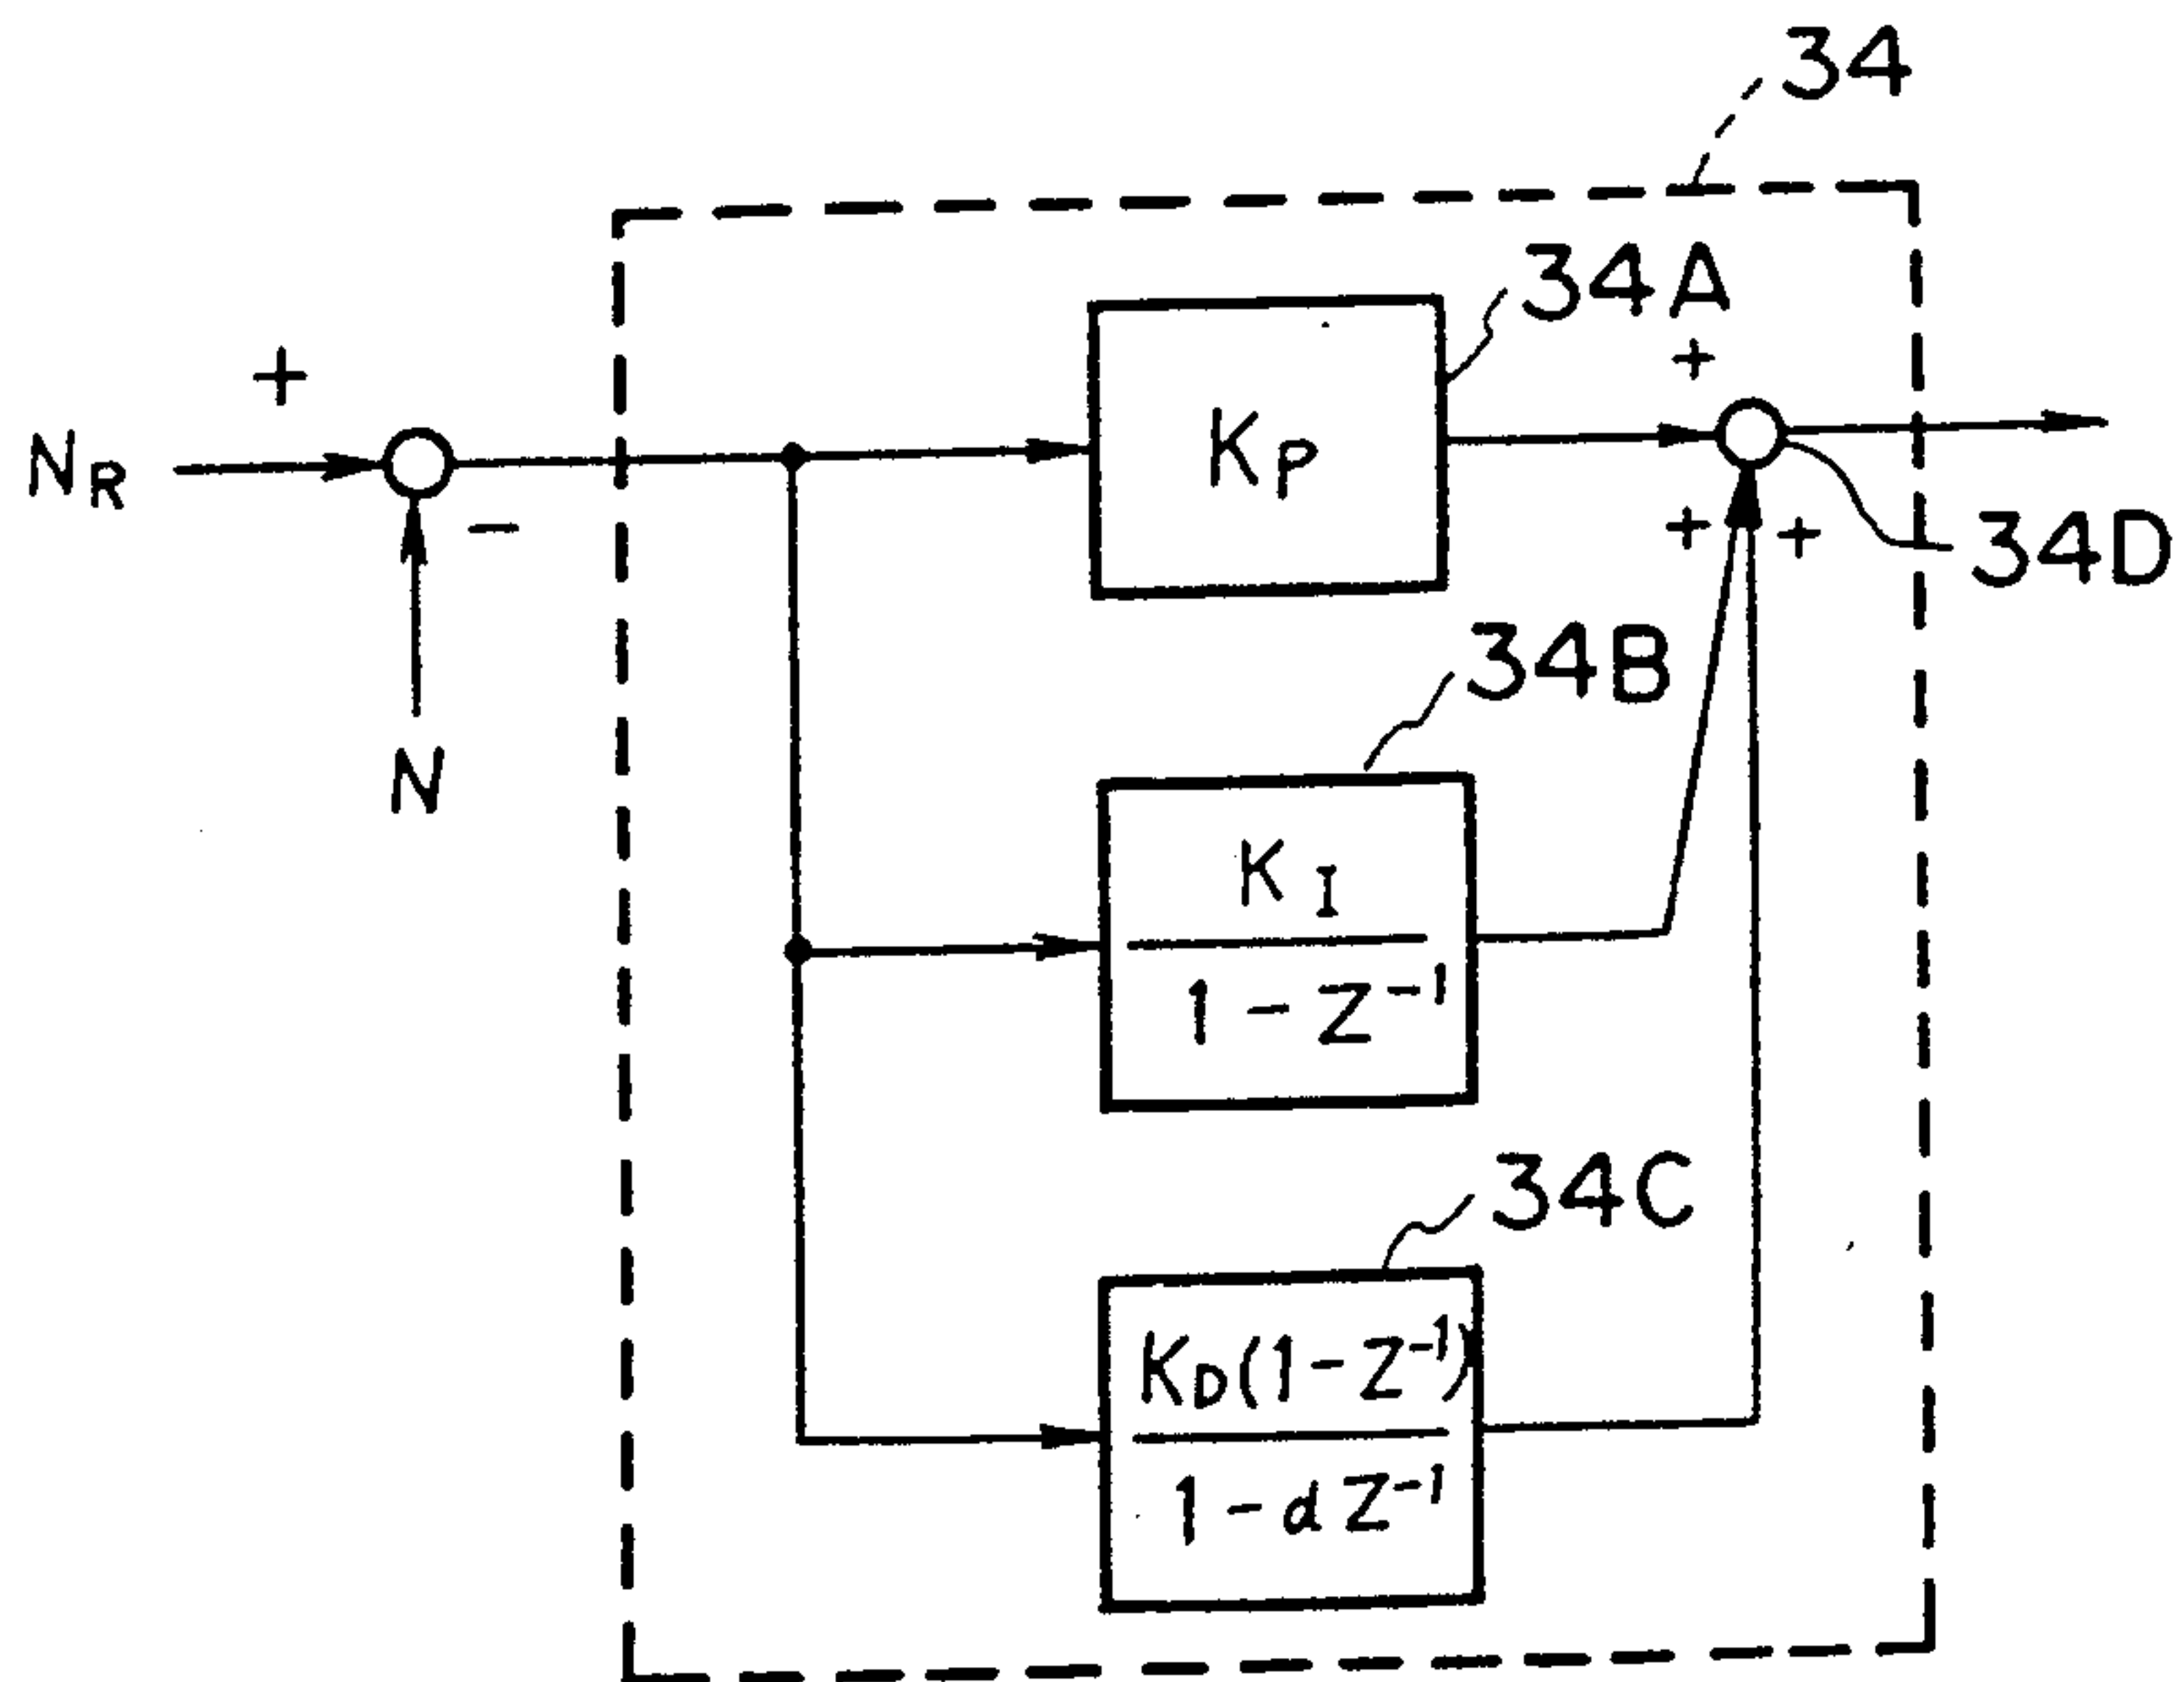 34
34A
+
+
N_R
K_P
+ +
-
34D
34B
N
K_I
1 - Z^-1
34C
K_D(1-Z^-1)
1 - d Z^-1